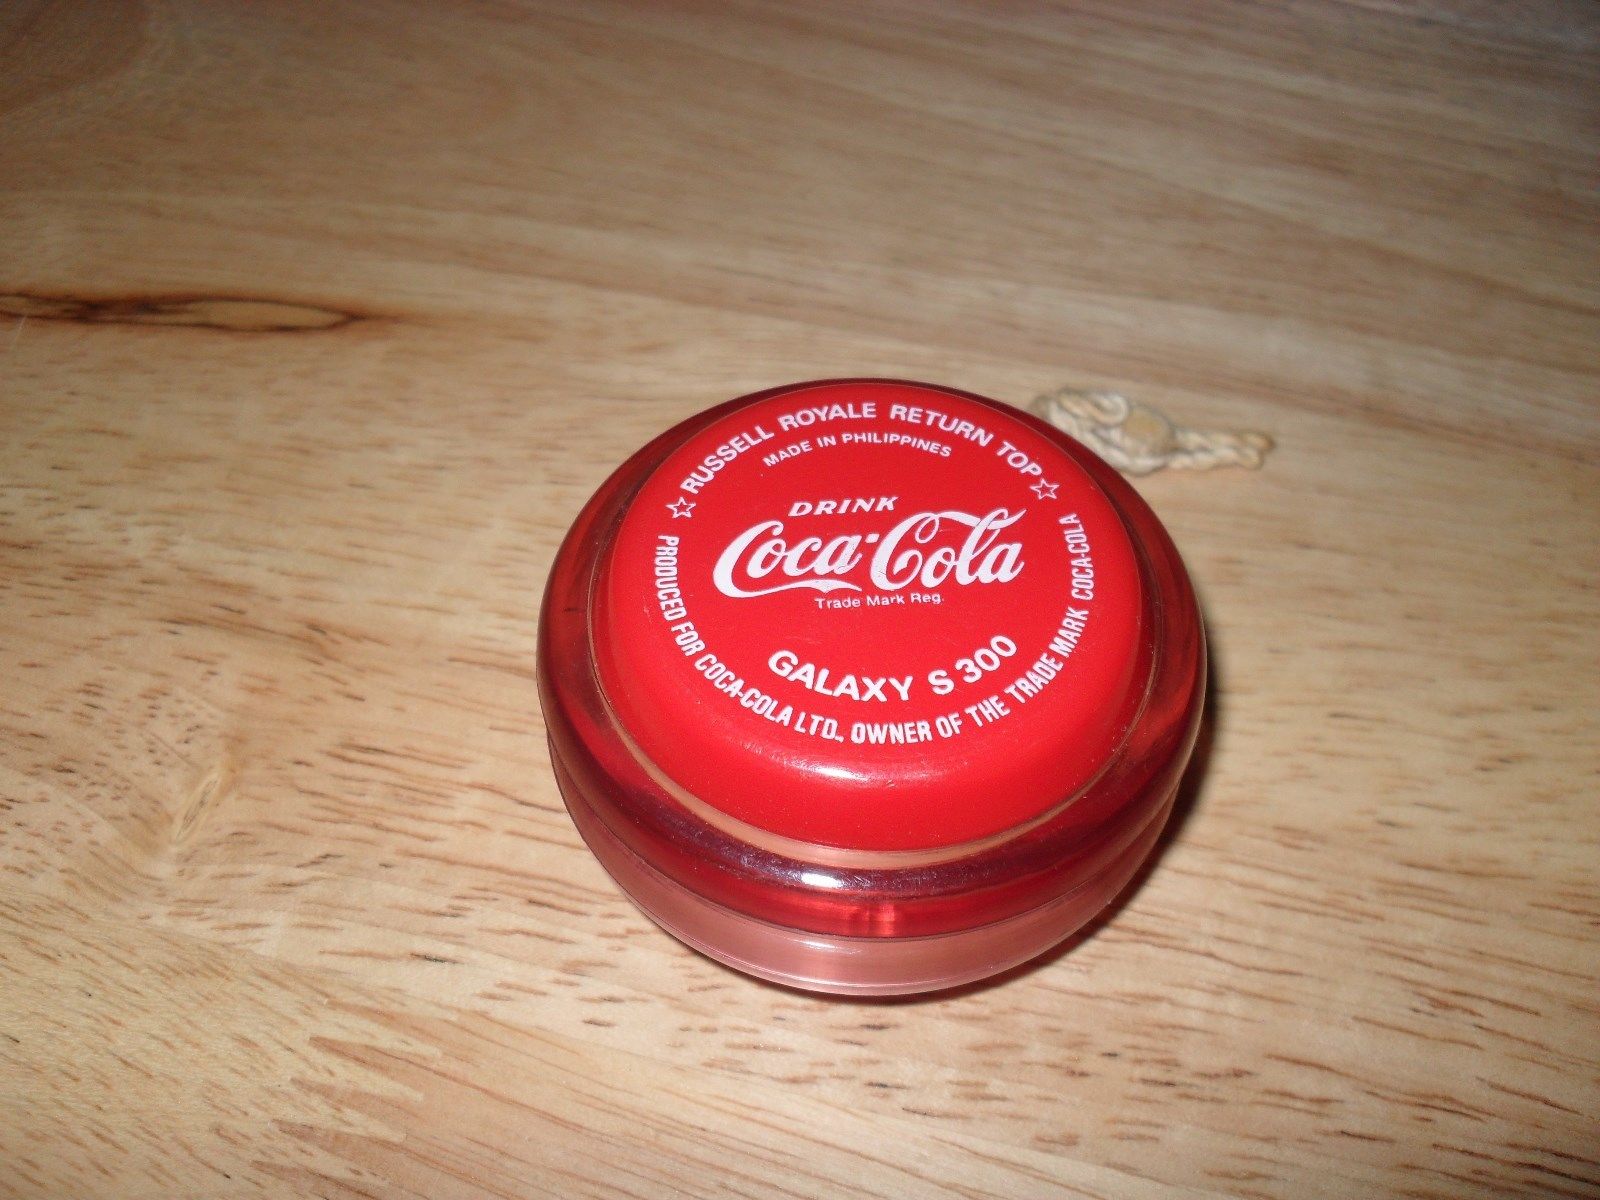 ☆ RUSSELL ROYALE RETURN TOP ☆
MADE IN PHILIPPINES
DRINK
Coca-Cola
Trade Mark Reg.
GALAXY S 300
PRODUCED FOR COCA-COLA LTD., OWNER OF THE TRADE MARK COCA-COLA